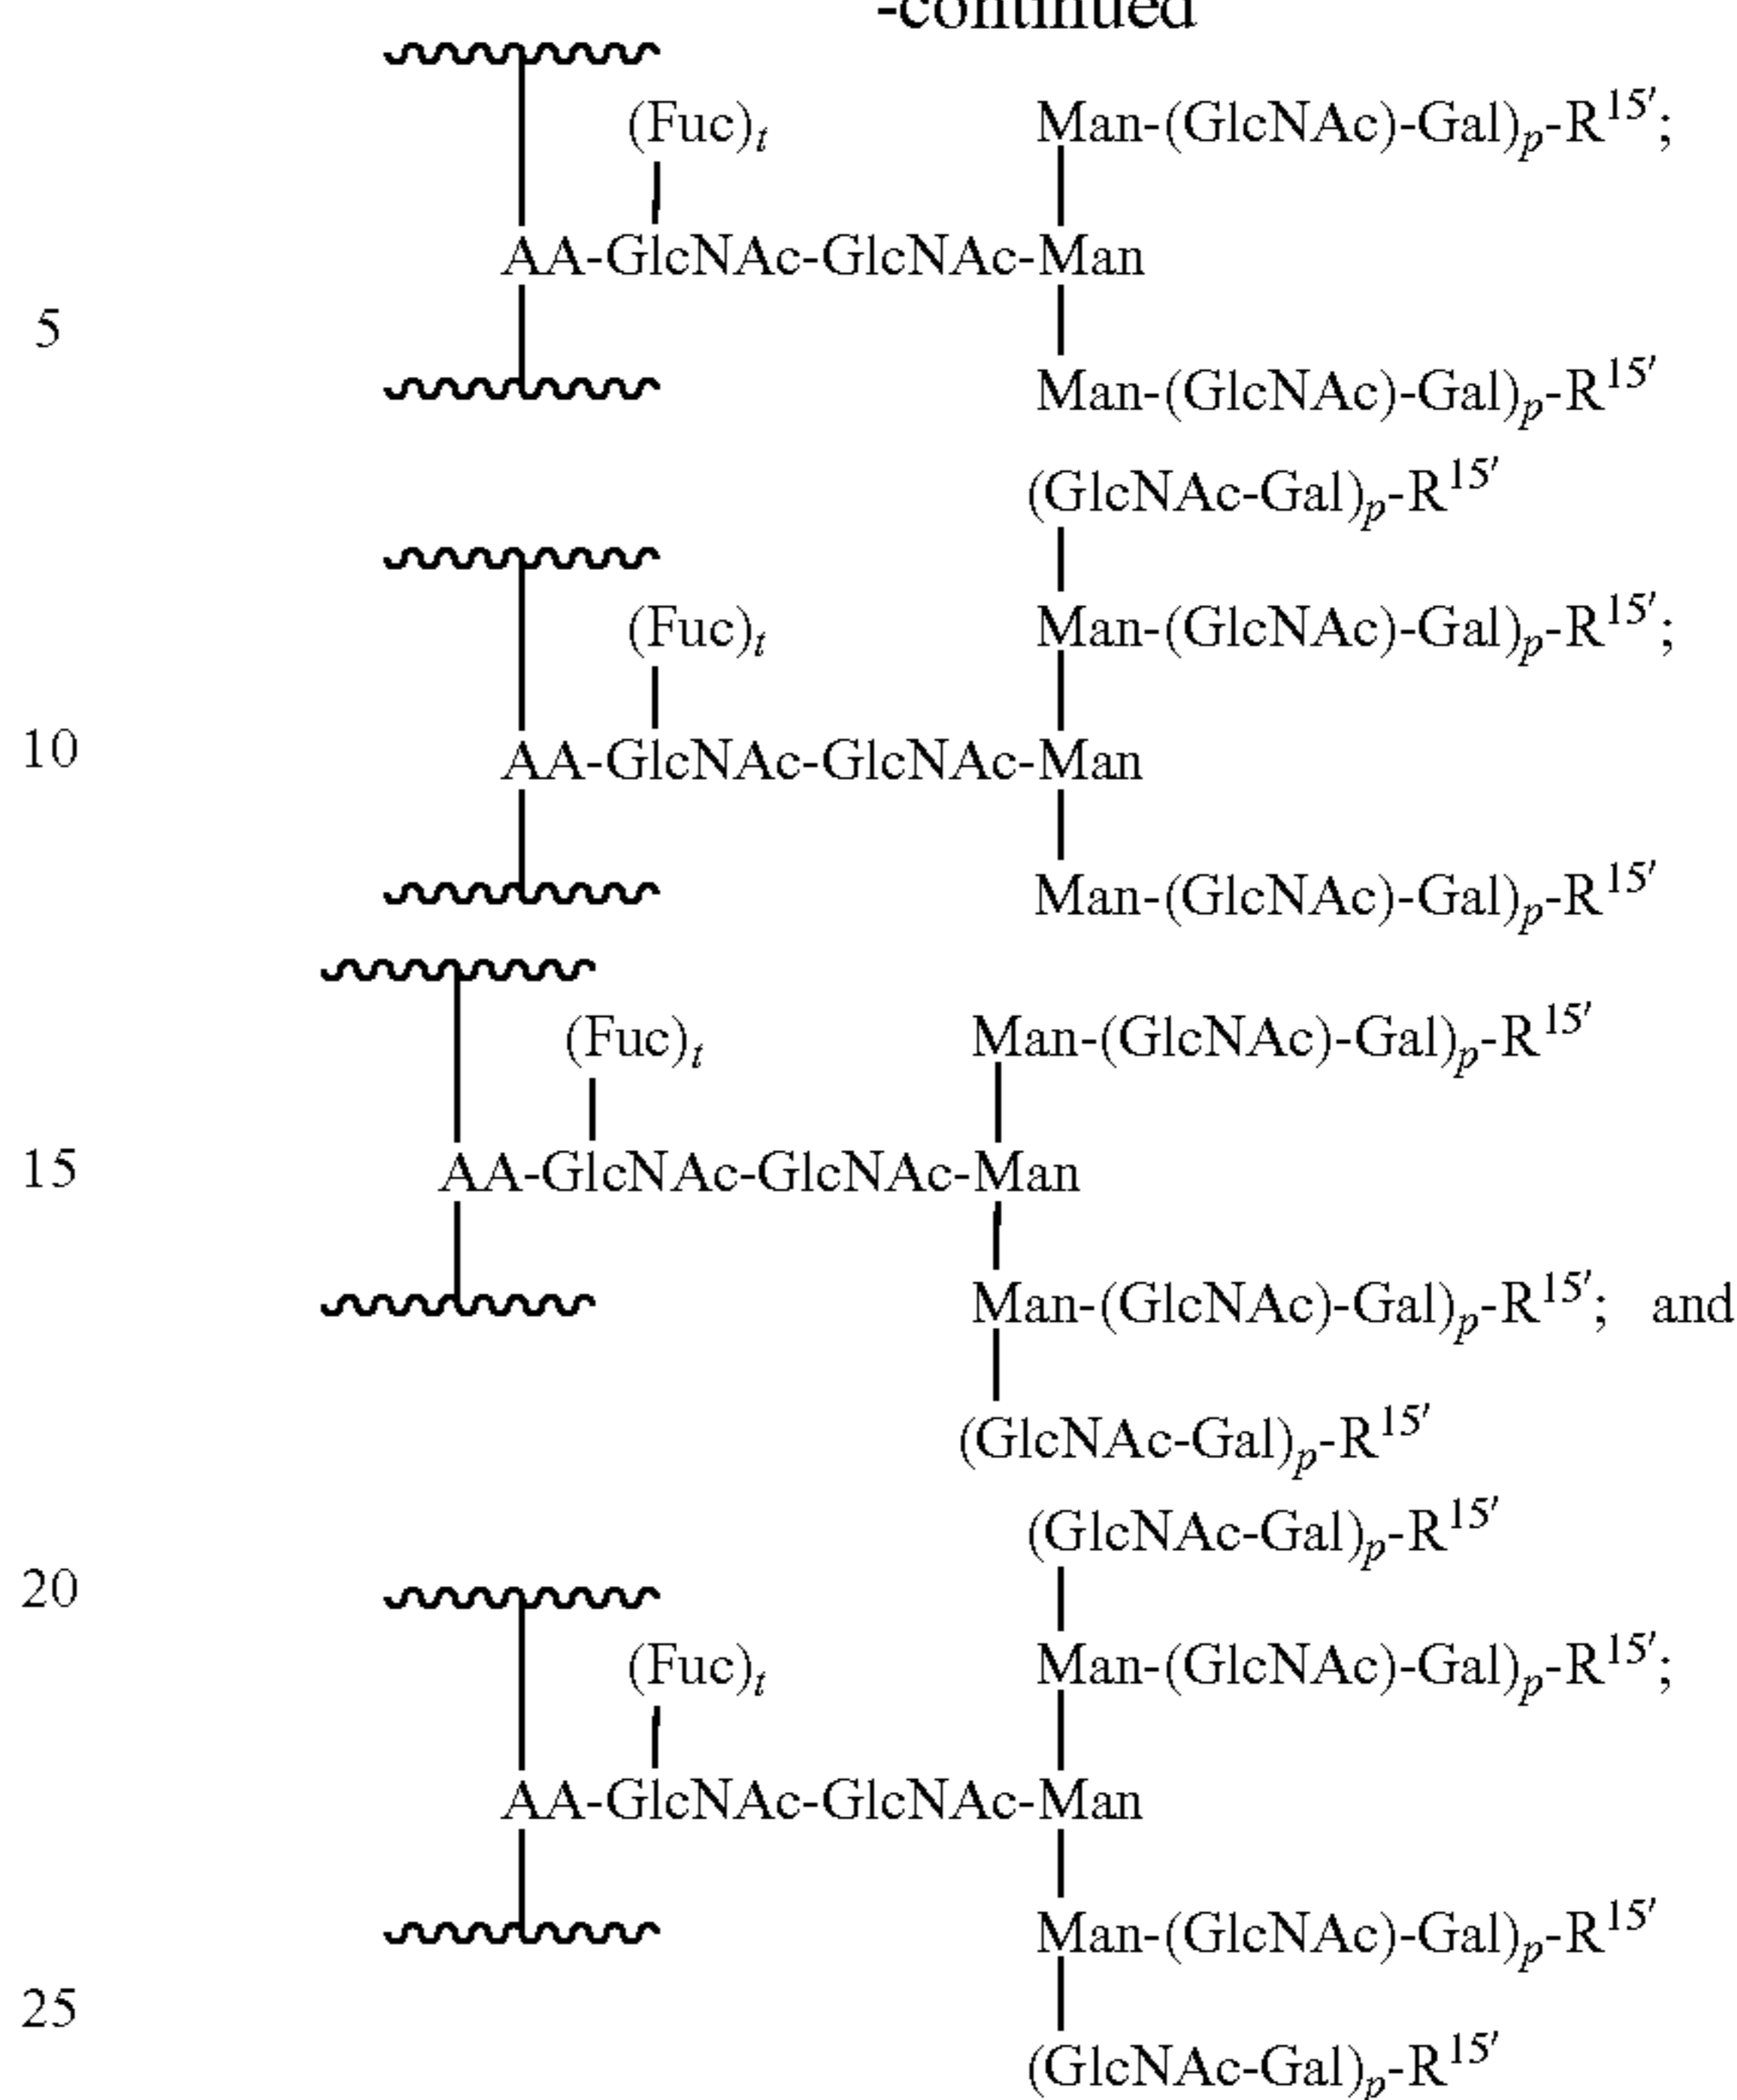 -continued
(Fuc)t Man-(GlcNAc)-Gal)p-R15′;
AA-GlcNAc-GlcNAc-Man
5
Man-(GlcNAc)-Gal)p-R15′
(GlcNAc-Gal)p-R15′
(Fuc)t Man-(GlcNAc)-Gal)p-R15′;
10 AA-GlcNAc-GlcNAc-Man
Man-(GlcNAc)-Gal)p-R15′
(Fuc)t Man-(GlcNAc)-Gal)p-R15′
15 AA-GlcNAc-GlcNAc-Man
Man-(GlcNAc)-Gal)p-R15′; and
(GlcNAc-Gal)p-R15′
(GlcNAc-Gal)p-R15′
20
(Fuc)t Man-(GlcNAc)-Gal)p-R15′;
AA-GlcNAc-GlcNAc-Man
Man-(GlcNAc)-Gal)p-R15′
25
(GlcNAc-Gal)p-R15′